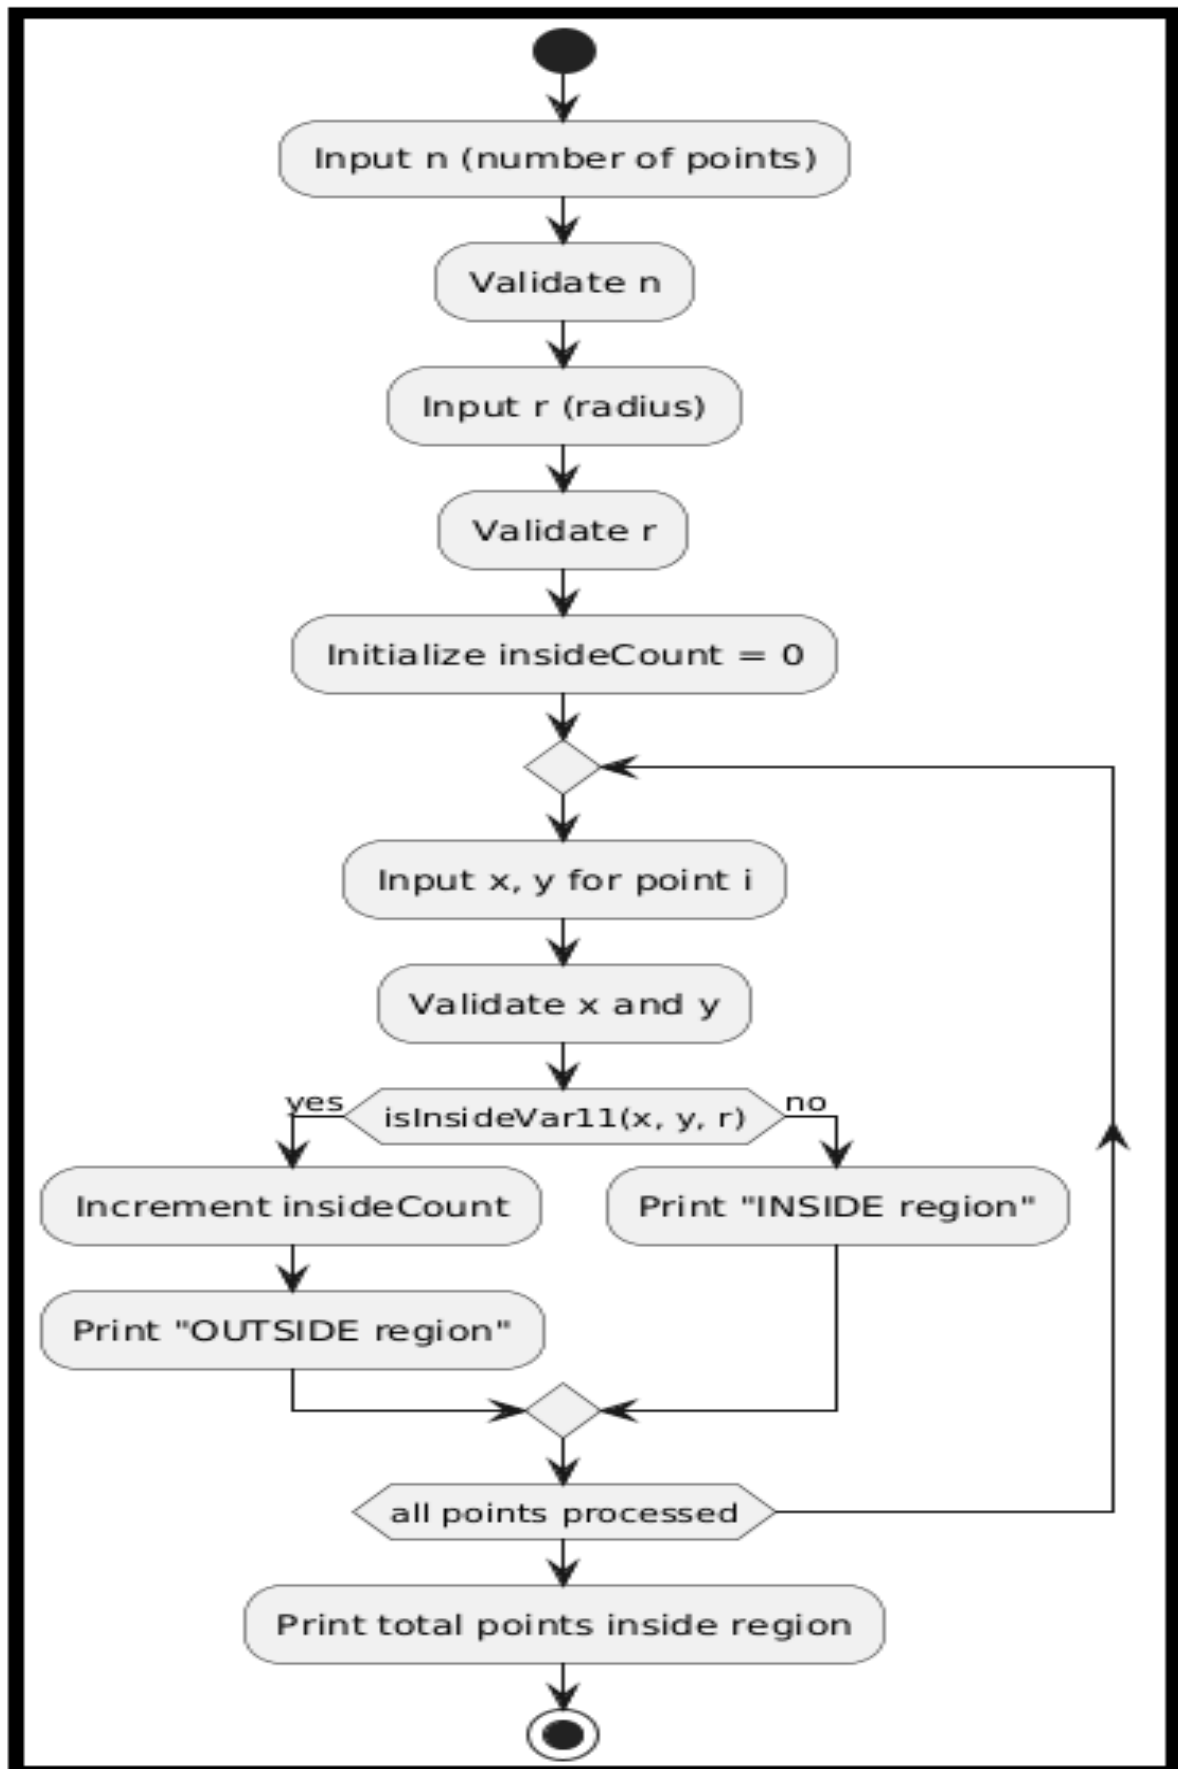 Input n (number of points)
Validate n
Input r (radius)
Validate r
Initialize insideCount = 0
Input x, y for point i
Validate x and y
isInsideVar11(x, y, r)
yes
no
Increment insideCount
Print "OUTSIDE region"
Print "INSIDE region"
all points processed
Print total points inside region